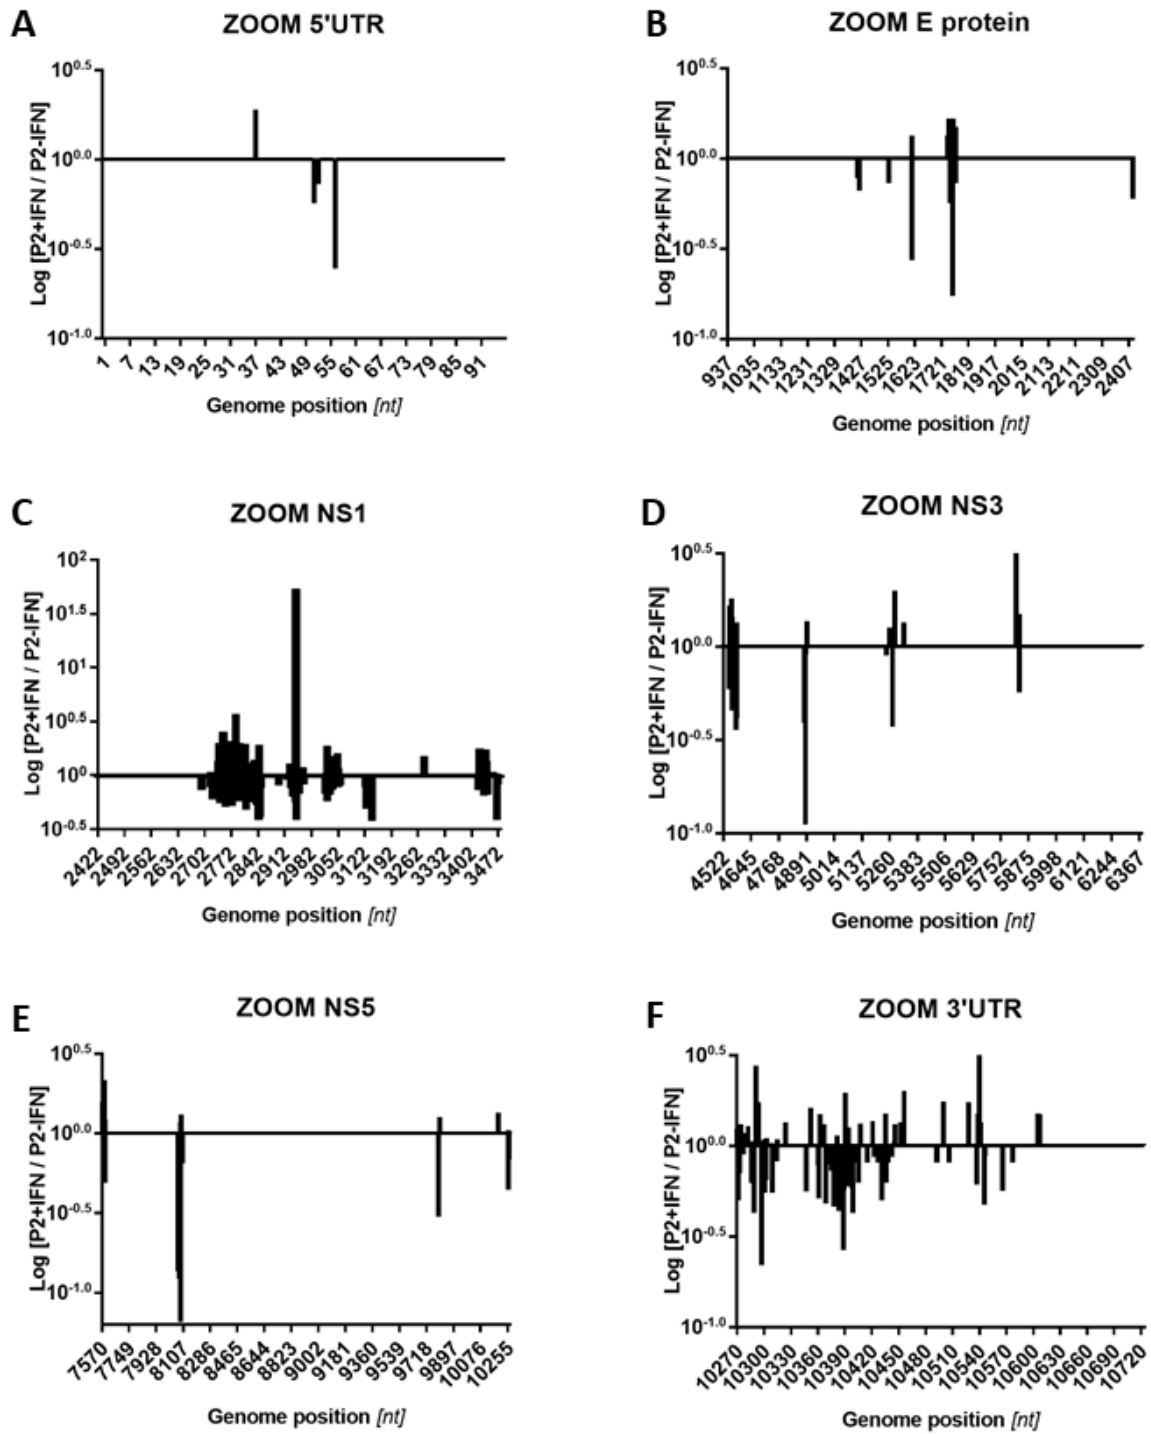 A
ZOOM 5'UTR
Log [P2+IFN / P2-IFN]
10^0.5
10^0.0
10^-0.5
10^-1.0
1 7 13 19 25 31 37 43 49 55 61 67 73 79 85 91
Genome position [nt]
B
ZOOM E protein
Log [P2+IFN / P2-IFN]
10^0.5
10^0.0
10^-0.5
10^-1.0
937 1035 1133 1231 1329 1427 1525 1623 1721 1819 1917 2015 2113 2211 2309 2407
Genome position [nt]
C
ZOOM NS1
Log [P2+IFN / P2-IFN]
10^2
10^1.5
10^1
10^0.5
10^0
10^-0.5
2422 2492 2562 2632 2702 2772 2842 2912 2982 3052 3122 3192 3262 3332 3402 3472
Genome position [nt]
D
ZOOM NS3
Log [P2+IFN / P2-IFN]
10^0.5
10^0.0
10^-0.5
10^-1.0
4522 4645 4768 4891 5014 5137 5260 5383 5506 5629 5752 5875 5998 6121 6244 6367
Genome position [nt]
E
ZOOM NS5
Log [P2+IFN / P2-IFN]
10^0.5
10^0.0
10^-0.5
10^-1.0
7570 7749 7928 8107 8286 8465 8644 8823 9002 9181 9360 9539 9718 9897 10076 10255
Genome position [nt]
F
ZOOM 3'UTR
Log [P2+IFN / P2-IFN]
10^0.5
10^0.0
10^-0.5
10^-1.0
10270 10300 10330 10360 10390 10420 10450 10480 10510 10540 10570 10600 10630 10660 10690 10720
Genome position [nt]